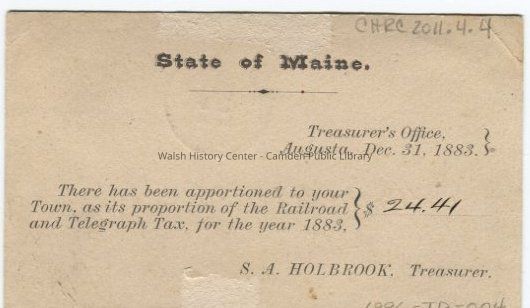 CHRC 2011.4.4
State of Maine.
Treasurer's Office,
Augusta, Dec. 31, 1883.
Walsh History Center - Camden Public Library
There has been apportioned to your
Town, as its proportion of the Railroad
and Telegraph Tax, for the year 1883,
$ 24.41
S. A. HOLBROOK, Treasurer.